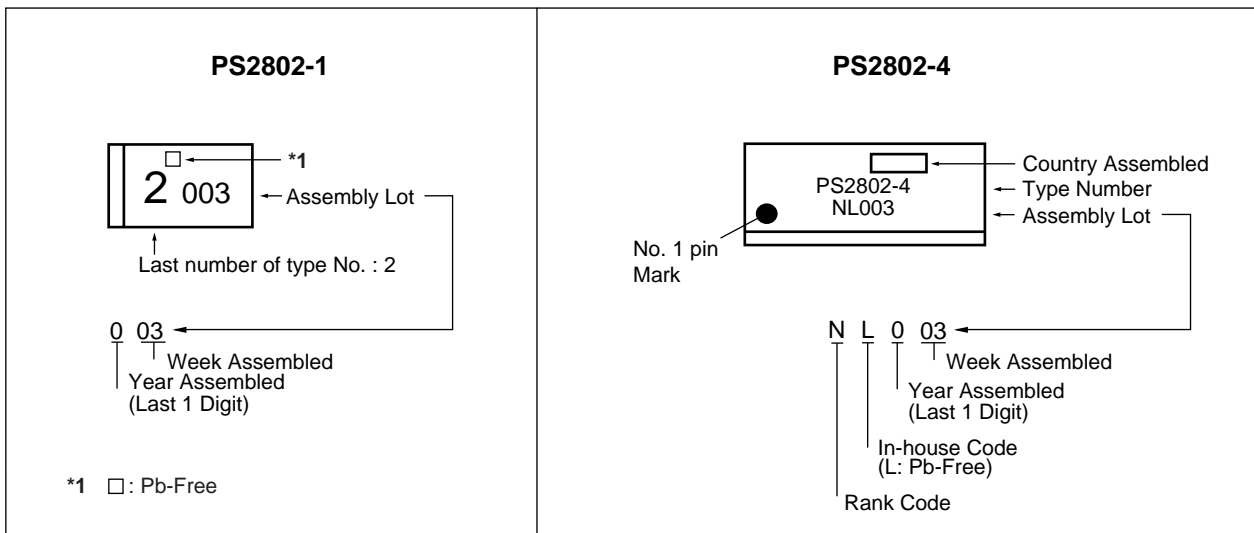 PS2802-1
*1
2 003
Assembly Lot
Last number of type No. : 2
0 03
Week Assembled
Year Assembled
(Last 1 Digit)
*1 □ : Pb-Free
PS2802-4
Country Assembled
PS2802-4
Type Number
NL003
Assembly Lot
No. 1 pin
Mark
N L 0 03
Week Assembled
Year Assembled
(Last 1 Digit)
In-house Code
(L: Pb-Free)
Rank Code